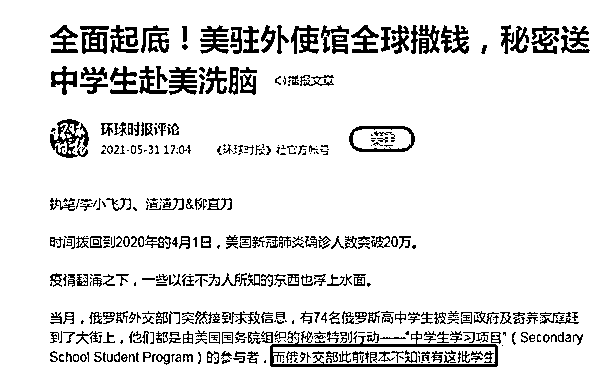 全面起底！美驻外使馆全球撒钱，秘密送
中学生赴美洗脑 播报文章
环球时报评论
2021-05-31 17:04 《环球时报》社官方帐号
执笔/李小飞刀、渣渣刀&柳直刀
时间拨回到2020年的4月1日，美国新冠肺炎确诊人数突破20万。
疫情翻涌之下，一些以往不为人所知的东西也浮上水面。
当月，俄罗斯外交部门突然接到求救信息，有74名俄罗斯高中学生被美国政府及寄养家庭赶
到了大街上，他们都是由美国国务院组织的秘密特别行动——“中学生学习项目”（Secondary
School Student Program）的参与者，而俄外交部此前根本不知道有这批学生